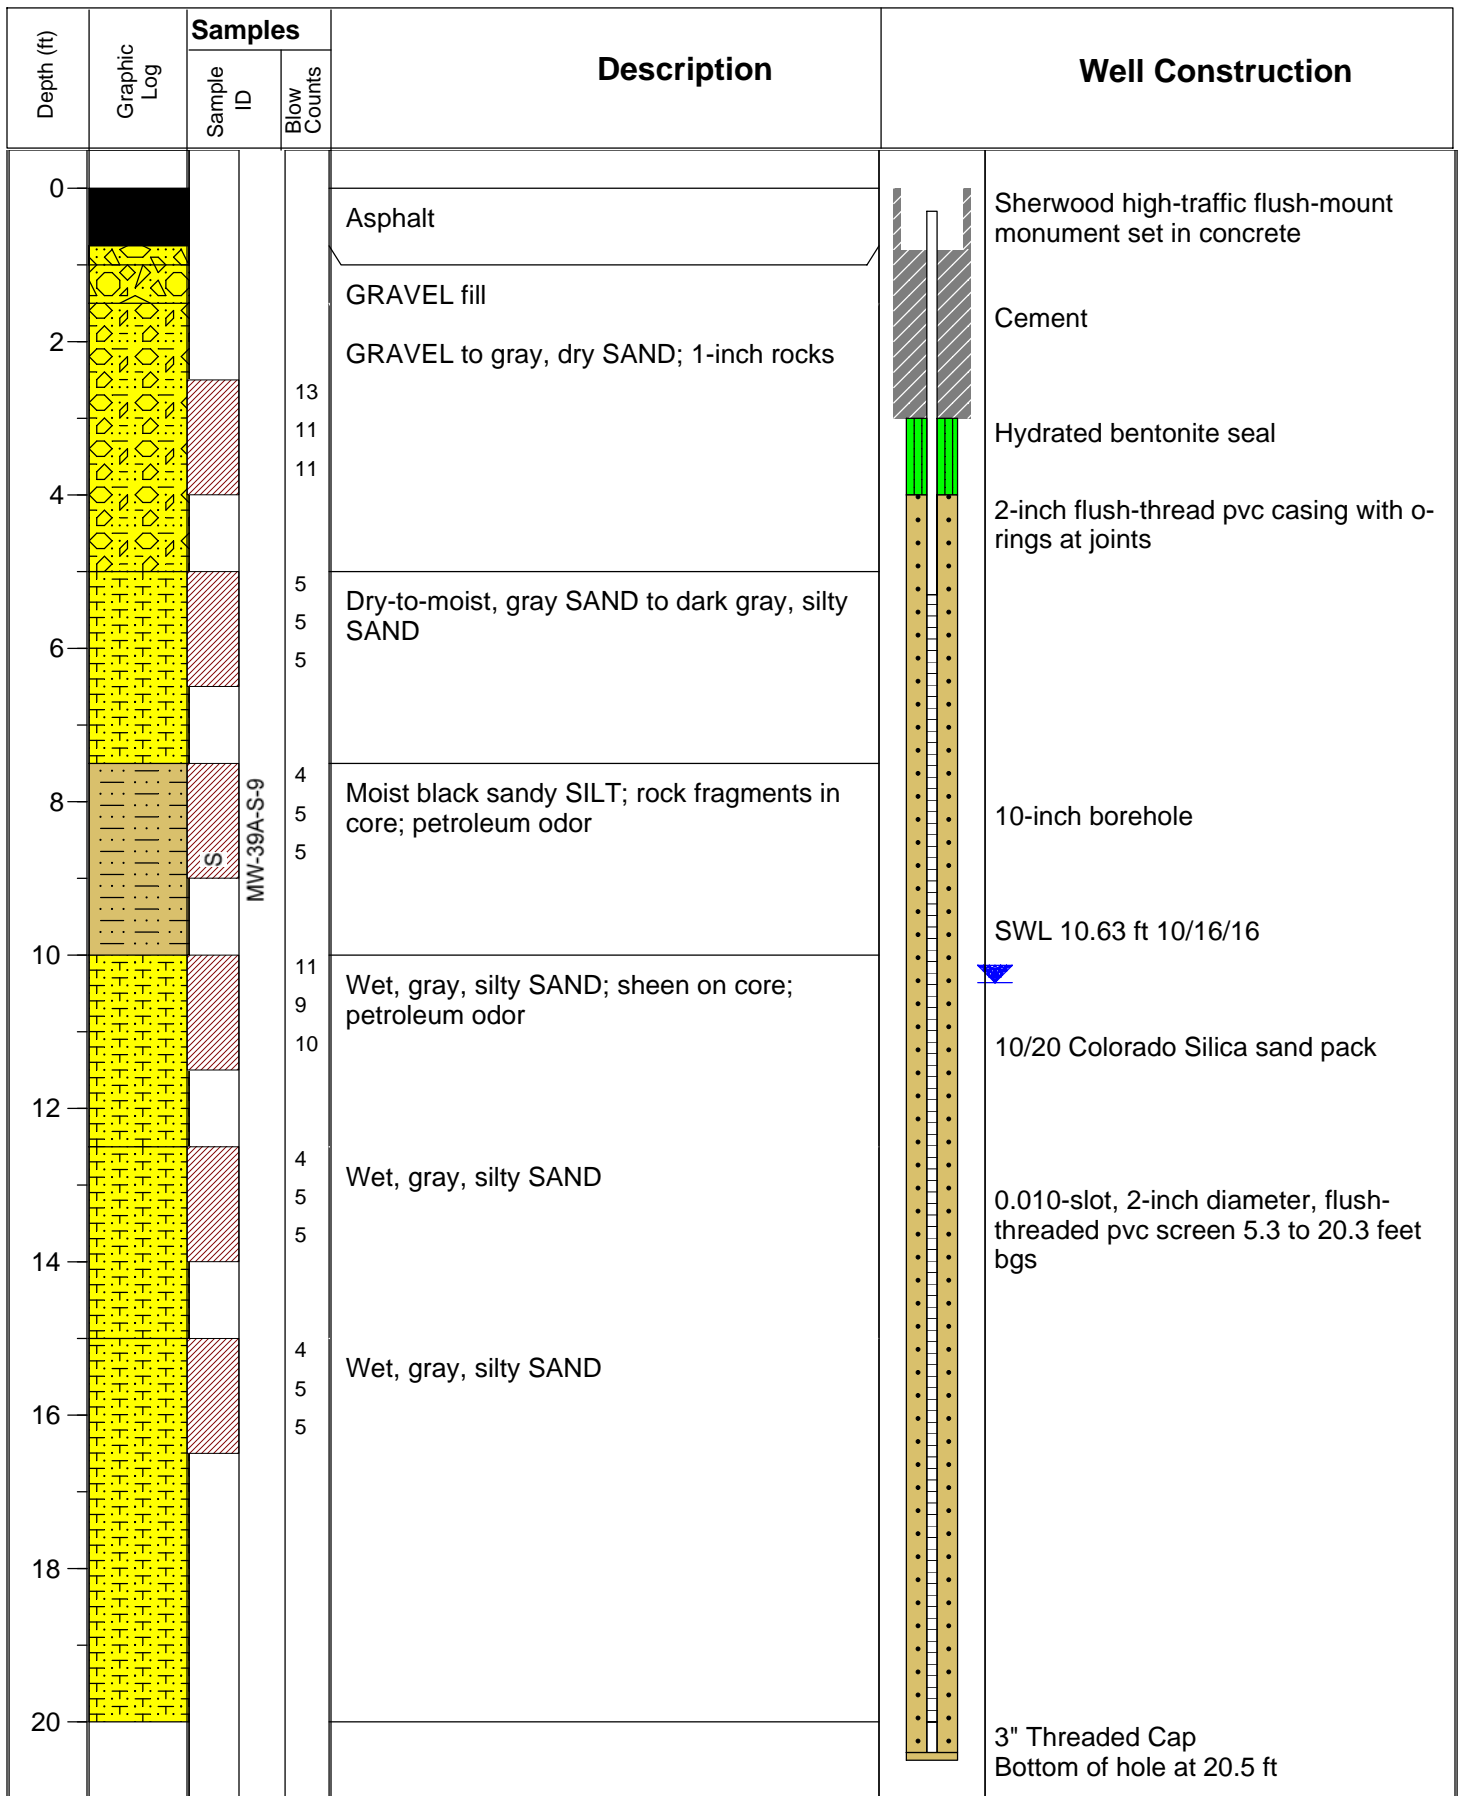 Depth (ft)
Graphic
Log
Samples
Sample
ID
Blow
Counts
Description
Well Construction
0
2
4
6
8
10
12
14
16
18
20
S
MW-39A-S-9
13
11
11
5
5
5
4
5
5
11
9
10
4
5
5
4
5
5
Asphalt
GRAVEL fill
GRAVEL to gray, dry SAND; 1-inch rocks
Dry-to-moist, gray SAND to dark gray, silty
SAND
Moist black sandy SILT; rock fragments in
core; petroleum odor
Wet, gray, silty SAND; sheen on core;
petroleum odor
Wet, gray, silty SAND
Wet, gray, silty SAND
Sherwood high-traffic flush-mount
monument set in concrete
Cement
Hydrated bentonite seal
2-inch flush-thread pvc casing with o-
rings at joints
10-inch borehole
SWL 10.63 ft 10/16/16
10/20 Colorado Silica sand pack
0.010-slot, 2-inch diameter, flush-
threaded pvc screen 5.3 to 20.3 feet
bgs
3" Threaded Cap
Bottom of hole at 20.5 ft